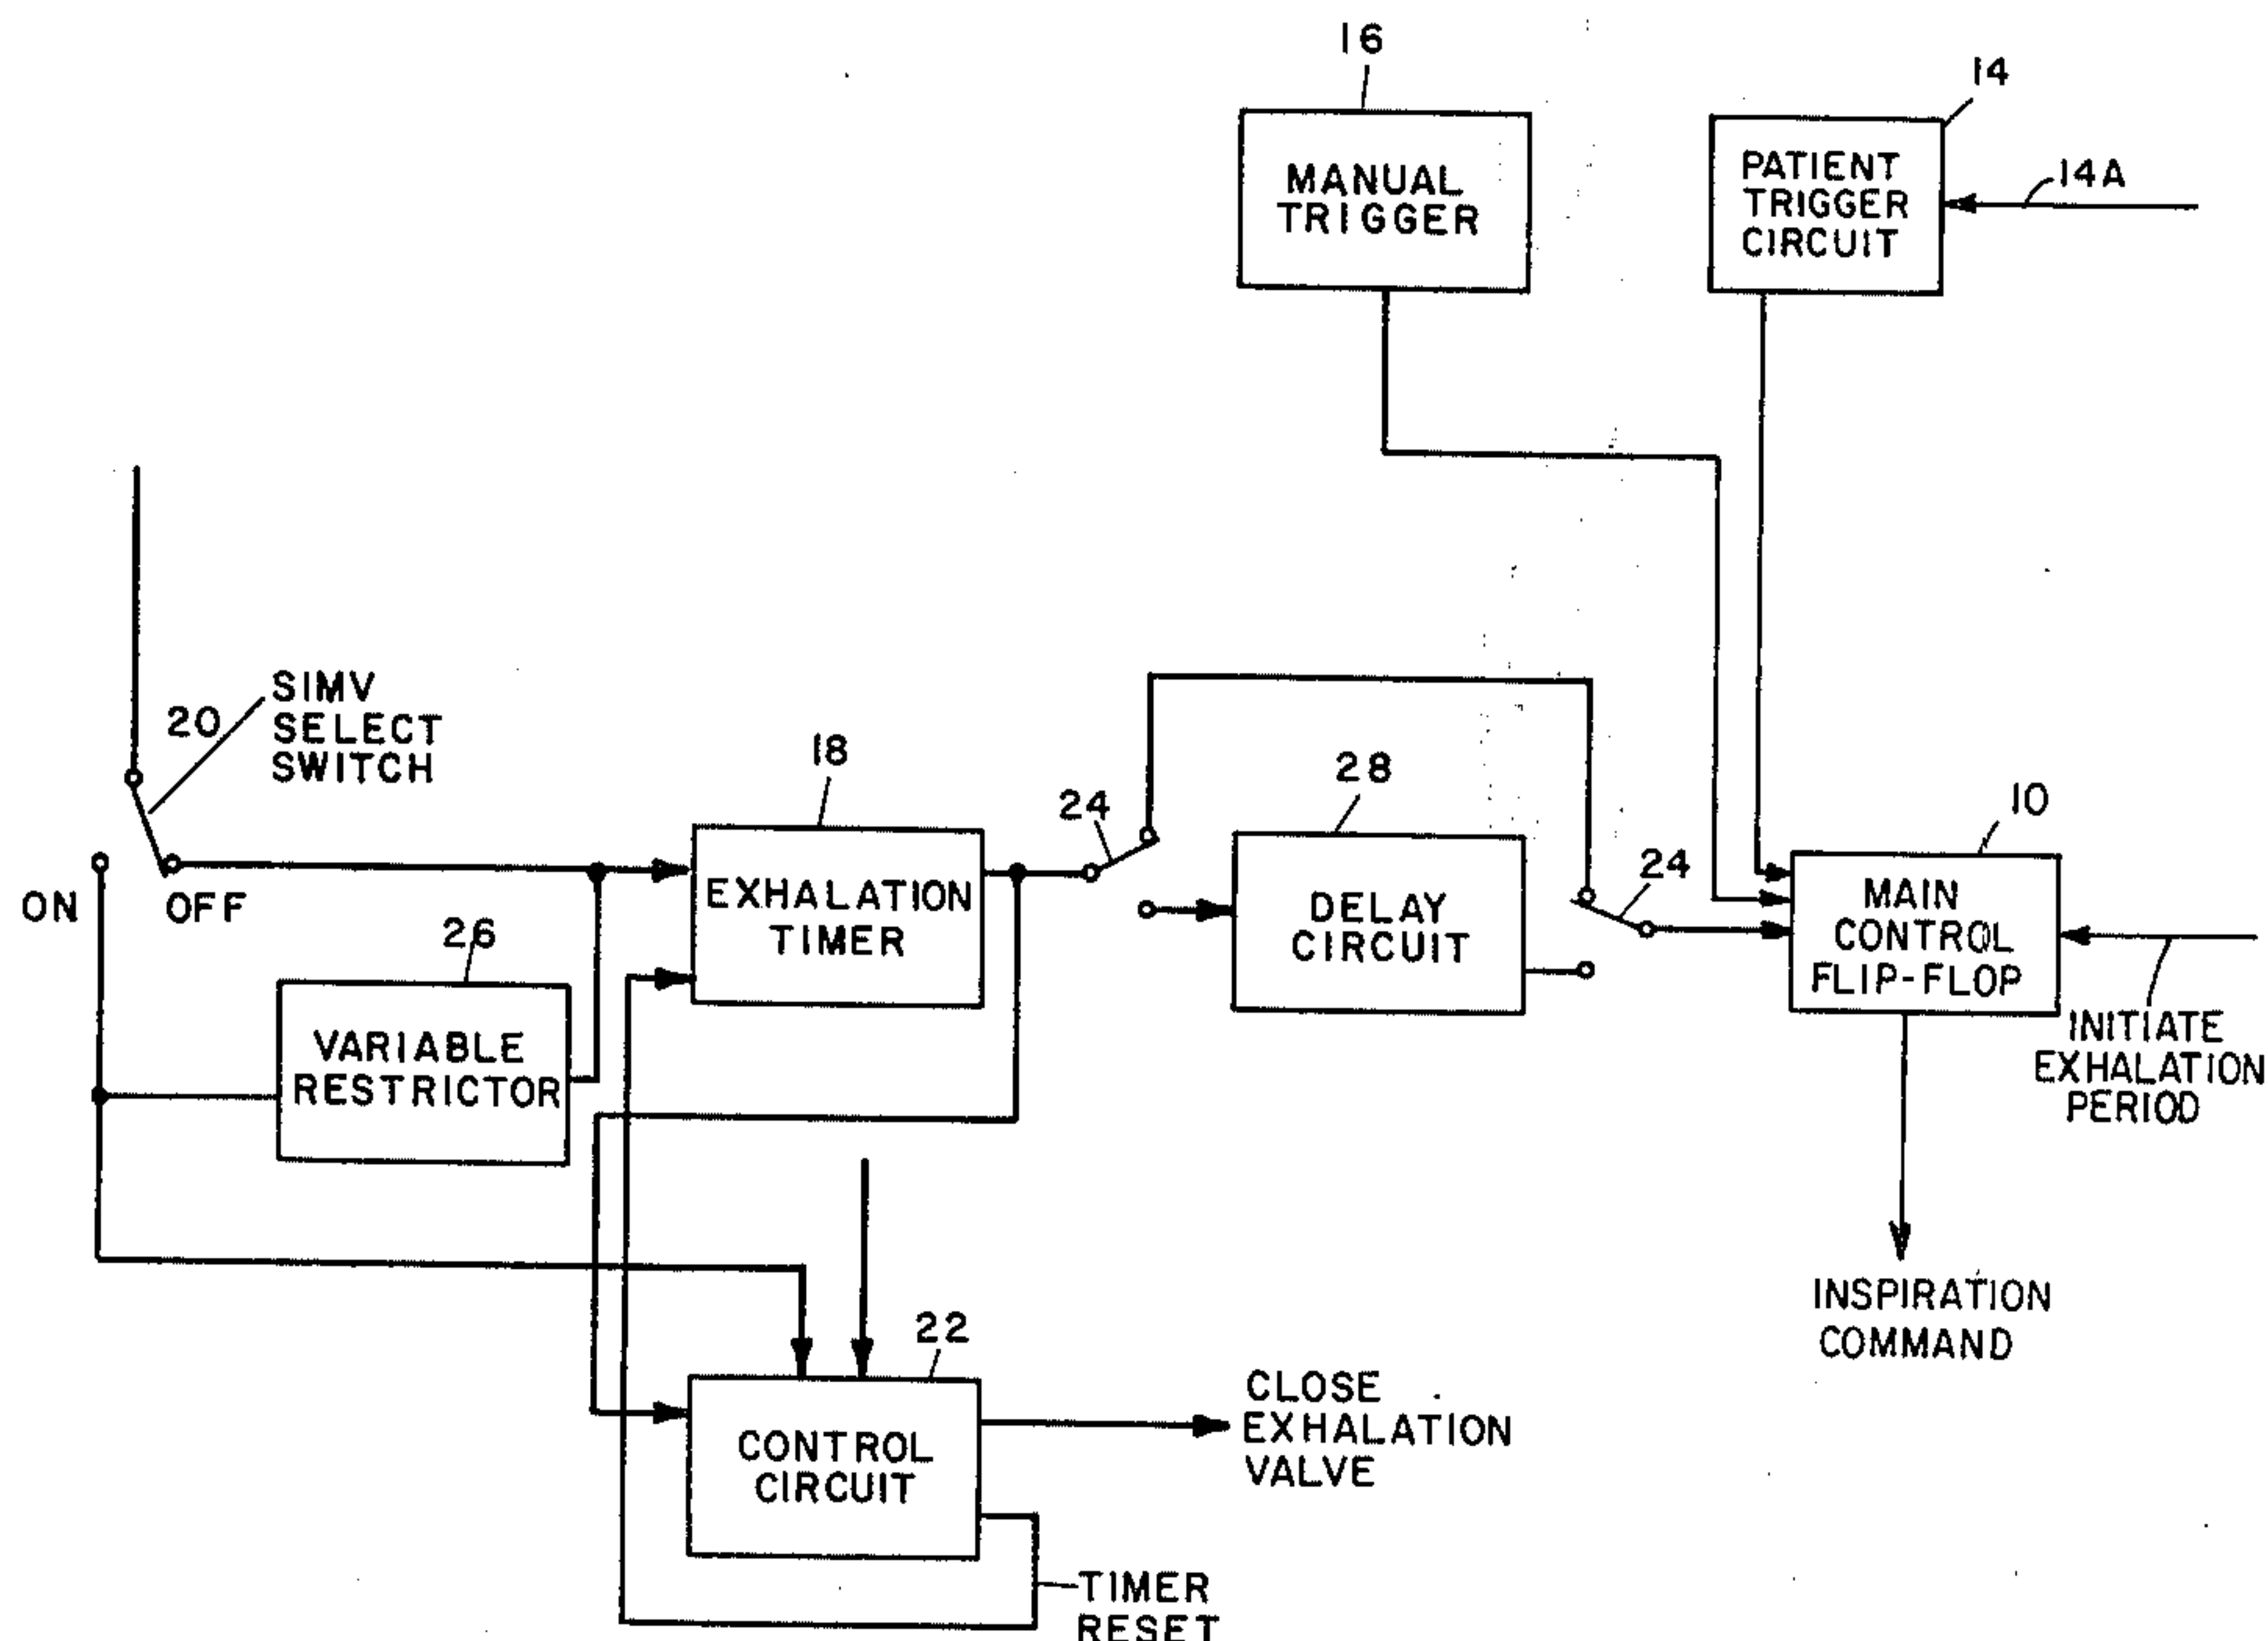 16
14
MANUAL
TRIGGER
PATIENT
TRIGGER
CIRCUIT
14A
20
SIMV
SELECT
SWITCH
18
24
28
24
10
ON
OFF
EXHALATION
TIMER
DELAY
CIRCUIT
MAIN
CONTROL
FLIP-FLOP
26
VARIABLE
RESTRICTOR
INITIATE
EXHALATION
PERIOD
INSPIRATION
COMMAND
22
CONTROL
CIRCUIT
CLOSE
EXHALATION
VALVE
TIMER
RESET